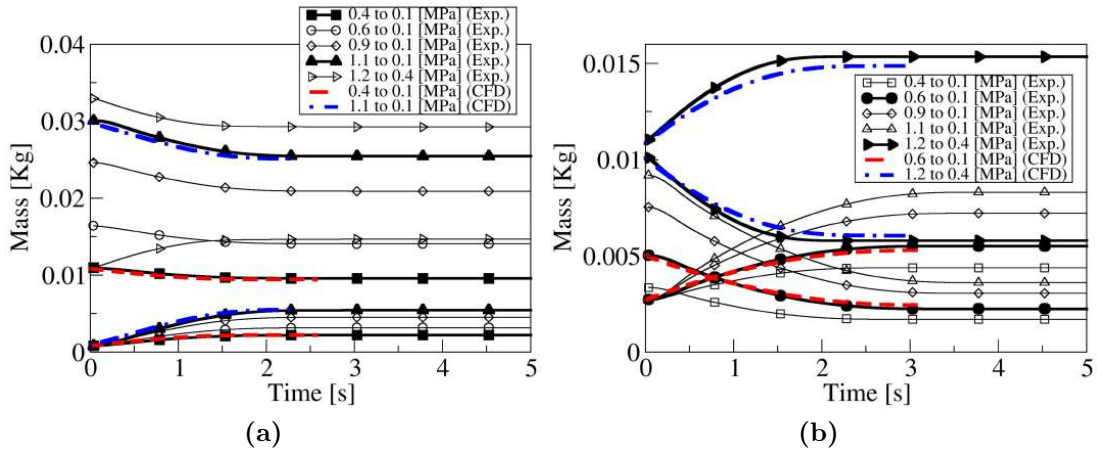 0.04
0.03
0.02
0.01
0
Mass [Kg]
0.4 to 0.1 [MPa] (Exp.)
0.6 to 0.1 [MPa] (Exp.)
0.9 to 0.1 [MPa] (Exp.)
1.1 to 0.1 [MPa] (Exp.)
1.2 to 0.4 [MPa] (Exp.)
0.4 to 0.1 [MPa] (CFD)
1.1 to 0.1 [MPa] (CFD)
0 1 2 3 4 5
Time [s]
(a)
0.015
0.01
0.005
0
Mass [Kg]
0.4 to 0.1 [MPa] (Exp.)
0.6 to 0.1 [MPa] (Exp.)
0.9 to 0.1 [MPa] (Exp.)
1.1 to 0.1 [MPa] (Exp.)
1.2 to 0.4 [MPa] (Exp.)
0.6 to 0.1 [MPa] (CFD)
1.2 to 0.4 [MPa] (CFD)
0 1 2 3 4 5
Time [s]
(b)